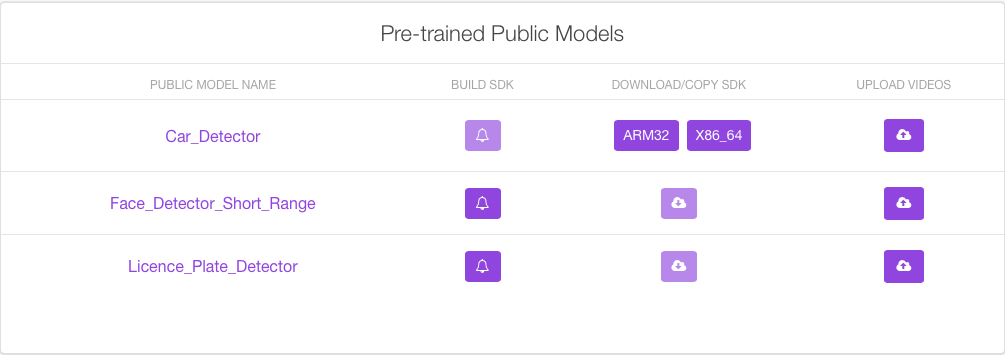 Pre-trained Public Models
PUBLIC MODEL NAME BUILD SDK DOWNLOAD/COPY SDK UPLOAD VIDEOS
Car_Detector ARM32 X86_64
Face_Detector_Short_Range
Licence_Plate_Detector